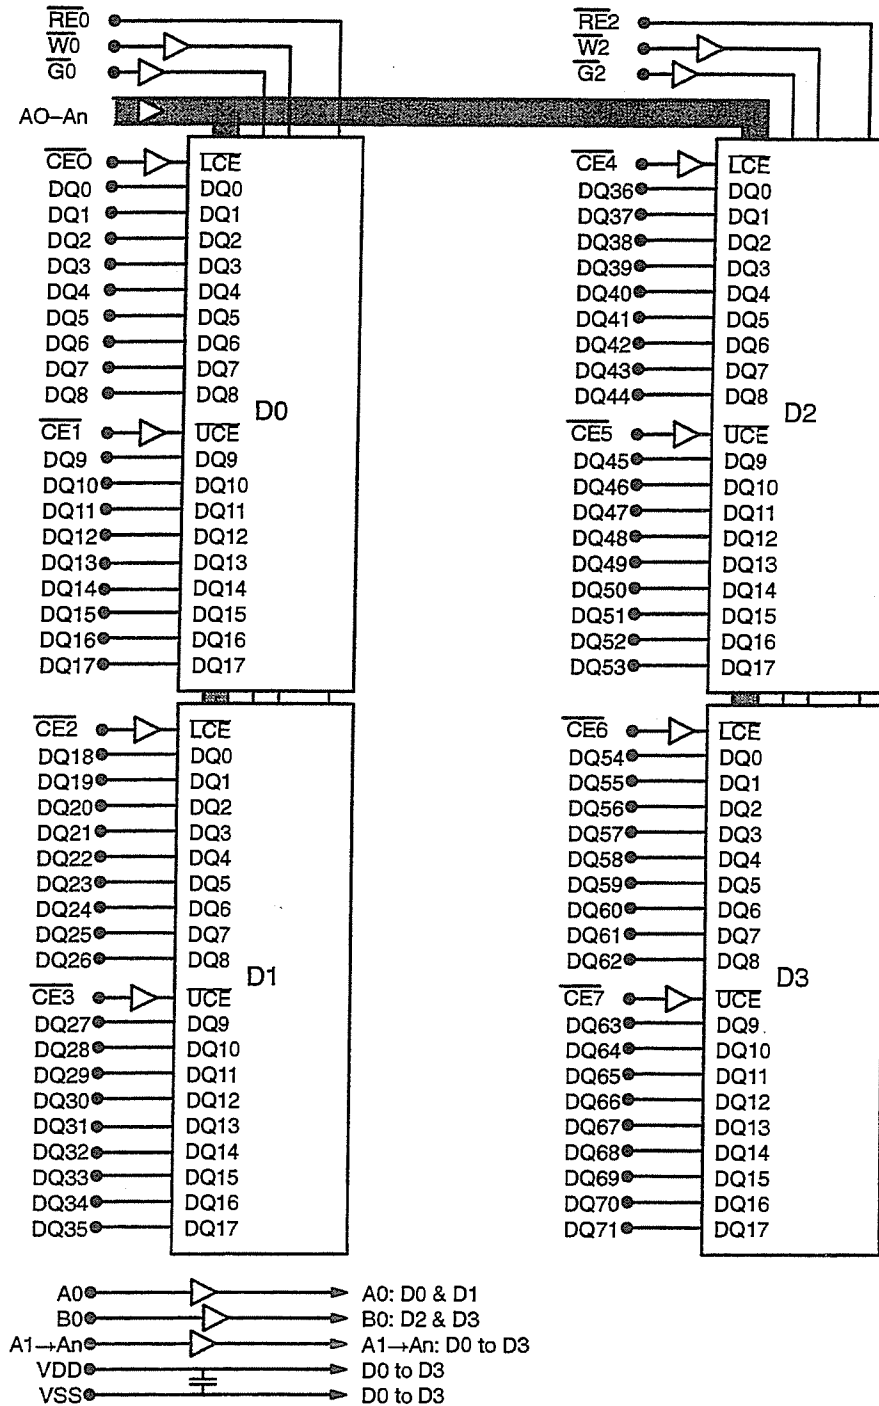 RE0
W0
G0
AO–An
CEO LCE
DQ0 DQ0
DQ1 DQ1
DQ2 DQ2
DQ3 DQ3
DQ4 DQ4
DQ5 DQ5
DQ6 DQ6
DQ7 DQ7
DQ8 DQ8
D0
CE1 UCE
DQ9 DQ9
DQ10 DQ10
DQ11 DQ11
DQ12 DQ12
DQ13 DQ13
DQ14 DQ14
DQ15 DQ15
DQ16 DQ16
DQ17 DQ17
CE2 LCE
DQ18 DQ0
DQ19 DQ1
DQ20 DQ2
DQ21 DQ3
DQ22 DQ4
DQ23 DQ5
DQ24 DQ6
DQ25 DQ7
DQ26 DQ8
D1
CE3 UCE
DQ27 DQ9
DQ28 DQ10
DQ29 DQ11
DQ30 DQ12
DQ31 DQ13
DQ32 DQ14
DQ33 DQ15
DQ34 DQ16
DQ35 DQ17
RE2
W2
G2
CE4 LCE
DQ36 DQ0
DQ37 DQ1
DQ38 DQ2
DQ39 DQ3
DQ40 DQ4
DQ41 DQ5
DQ42 DQ6
DQ43 DQ7
DQ44 DQ8
D2
CE5 UCE
DQ45 DQ9
DQ46 DQ10
DQ47 DQ11
DQ48 DQ12
DQ49 DQ13
DQ50 DQ14
DQ51 DQ15
DQ52 DQ16
DQ53 DQ17
CE6 LCE
DQ54 DQ0
DQ55 DQ1
DQ56 DQ2
DQ57 DQ3
DQ58 DQ4
DQ59 DQ5
DQ60 DQ6
DQ61 DQ7
DQ62 DQ8
D3
CE7 UCE
DQ63 DQ9
DQ64 DQ10
DQ65 DQ11
DQ66 DQ12
DQ67 DQ13
DQ68 DQ14
DQ69 DQ15
DQ70 DQ16
DQ71 DQ17
A0 A0: D0 & D1
B0 B0: D2 & D3
A1→An A1→An: D0 to D3
VDD D0 to D3
VSS D0 to D3